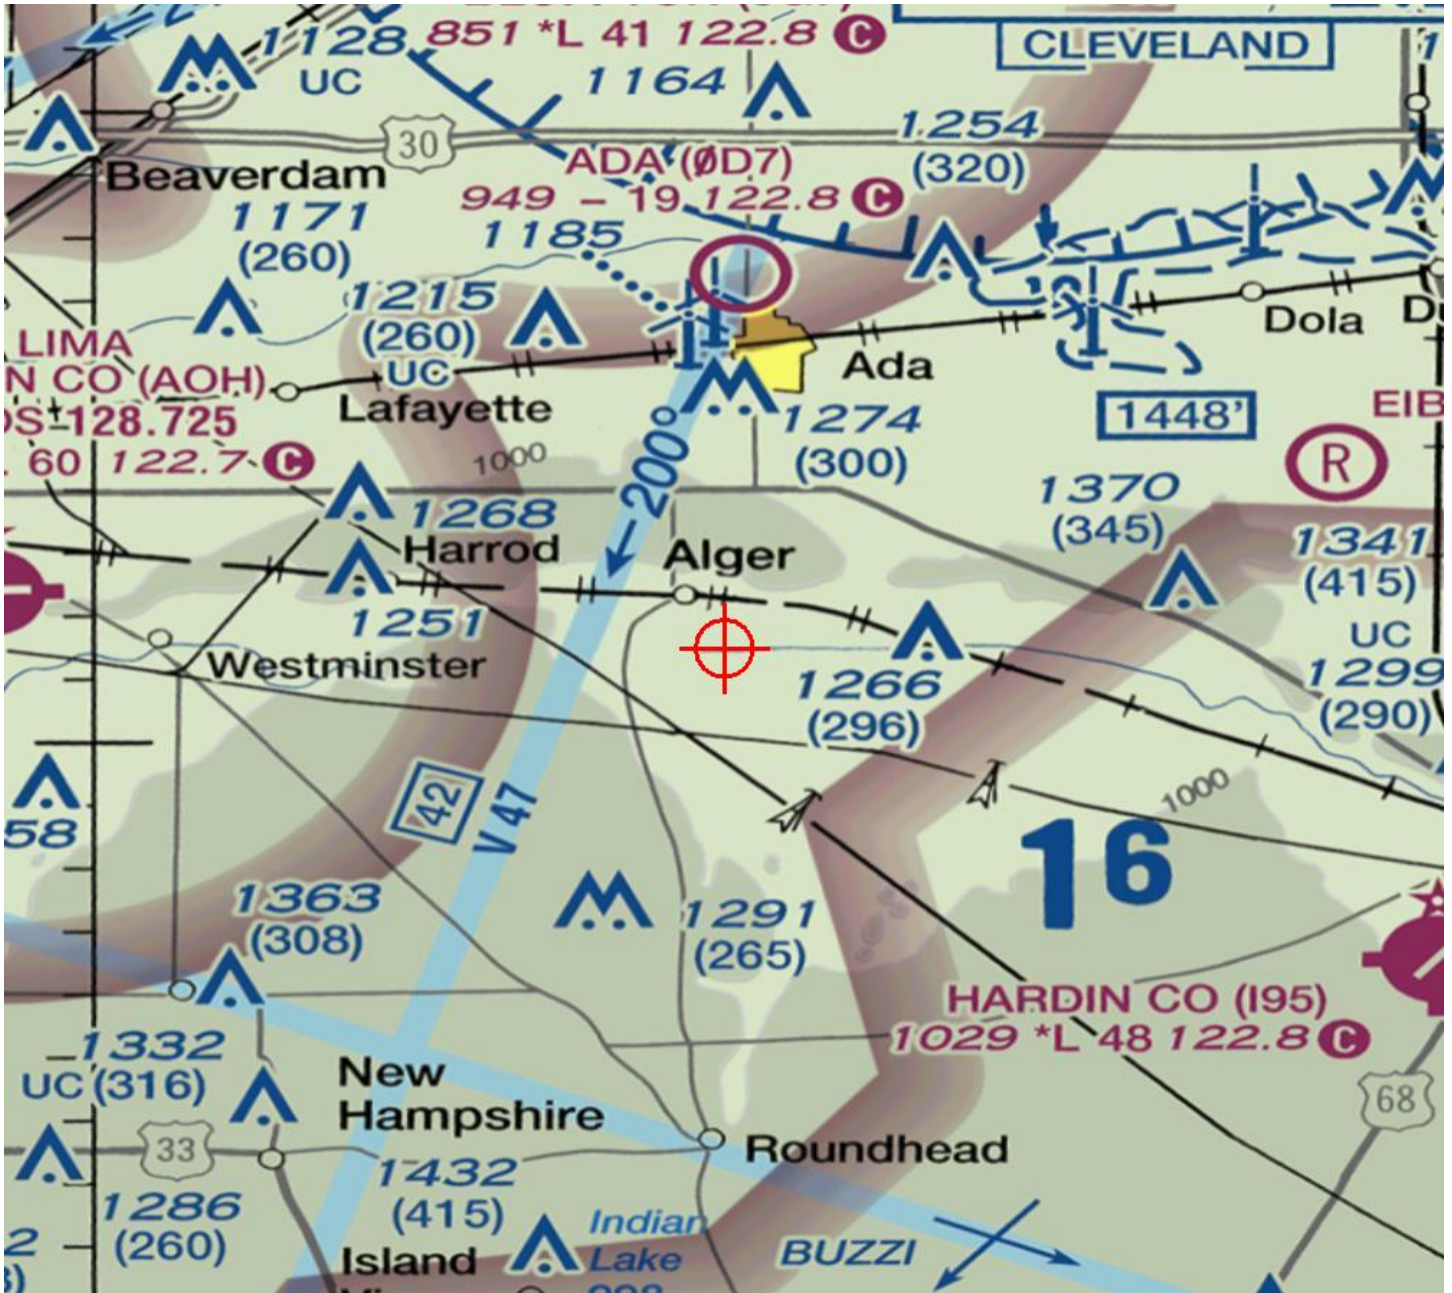 1128
UC
851 *L 41 122.8 C
1164
CLEVELAND
30
1254
(320)
ADA (ØD7)
949 - 19 122.8 C
Beaverdam
1171
(260)
1185
1215
(260)
UC
LIMA
N CO (AOH)
OS 128.725
60 122.7 C
Lafayette
Ada
Dola
1274
(300)
1448'
EIB
R
1000
200°
1268
Harrod
1251
Alger
1370
(345)
1341
(415)
UC
1299
(290)
Westminster
1266
(296)
42
V 47
58
1000
16
1363
(308)
1291
(265)
HARDIN CO (I95)
1029 *L 48 122.8 C
1332
UC (316)
New
Hampshire
68
33
Roundhead
1432
(415)
1286
(260)
Indian
Lake
Island
BUZZI
2